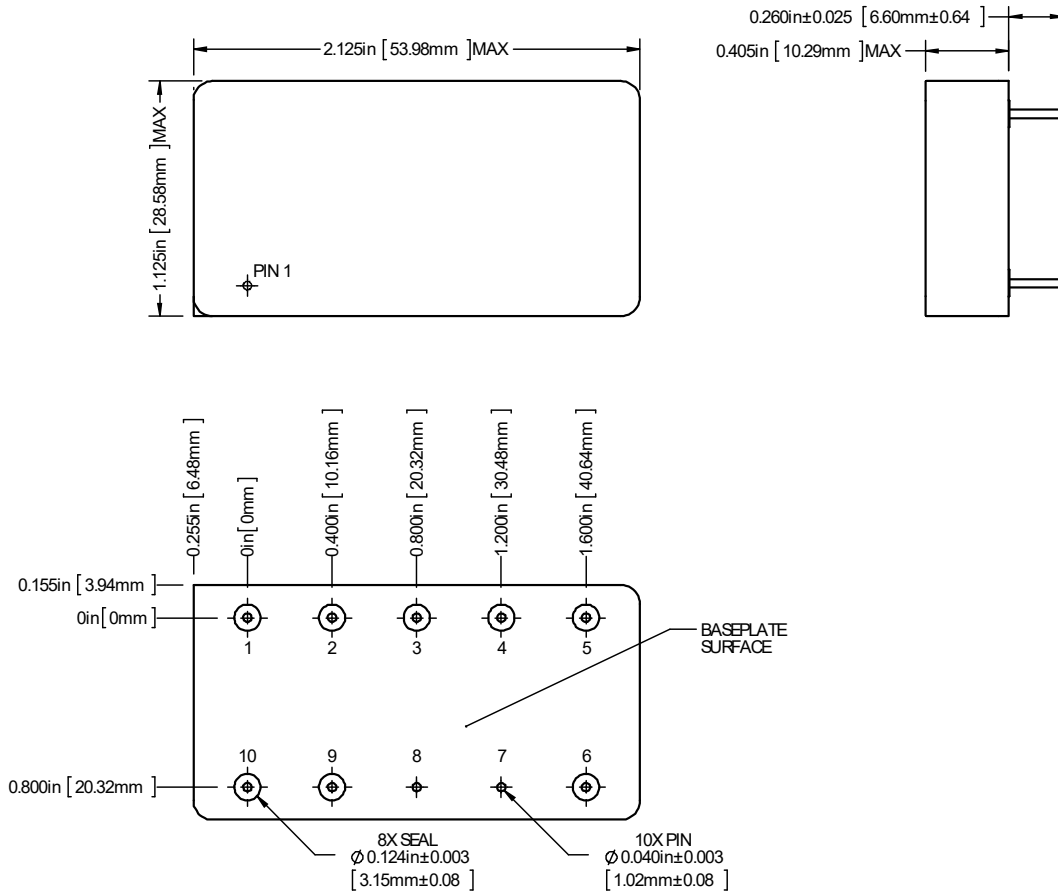 0.260in±0.025 [ 6.60mm±0.64 ]
2.125in [ 53.98mm ]MAX
0.405in [ 10.29mm ]MAX
1.125in [ 28.58mm ]MAX
PIN 1
0.255in [ 6.48mm ]
0in[ 0mm ]
0.400in [ 10.16mm ]
0.800in [ 20.32mm ]
1.200in [ 30.48mm ]
1.600in [ 40.64mm ]
0.155in [ 3.94mm ]
0in[ 0mm ]
1 2 3 4 5
BASEPLATE
SURFACE
10 9 8 7 6
0.800in [ 20.32mm ]
8X SEAL
Ø 0.124in±0.003
[ 3.15mm±0.08 ]
10X PIN
Ø 0.040in±0.003
[ 1.02mm±0.08 ]